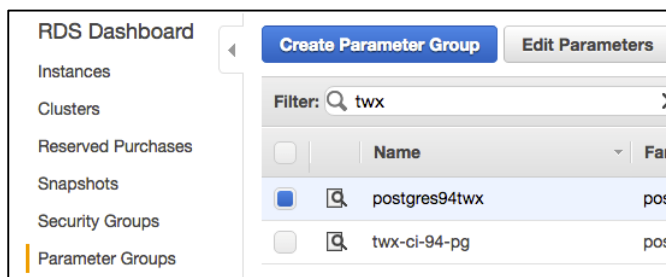 RDS Dashboard
Instances
Clusters
Reserved Purchases
Snapshots
Security Groups
Parameter Groups
Create Parameter Group Edit Parameters
Filter: twx
Name
postgres94twx
twx-ci-94-pg